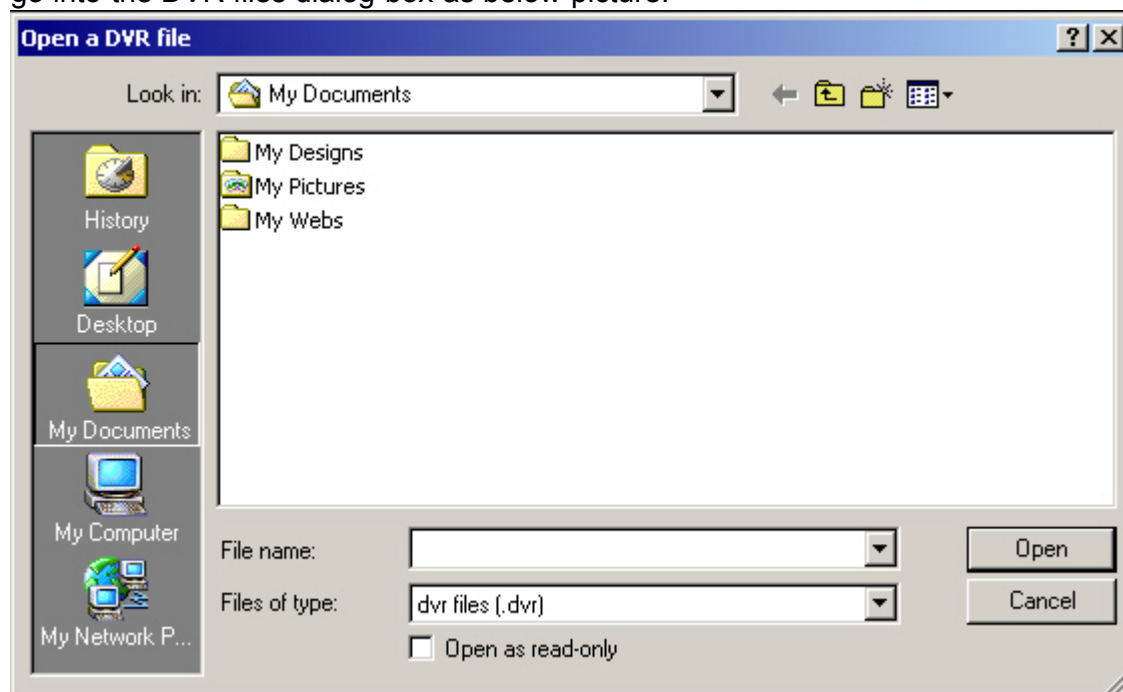 go into the DVR files dialog box as below picture.
Open a DVR file
Look in:
My Documents
My Designs
My Pictures
My Webs
History
Desktop
My Documents
My Computer
My Network P...
File name:
Open
Files of type:
dvr files (.dvr)
Cancel
Open as read-only